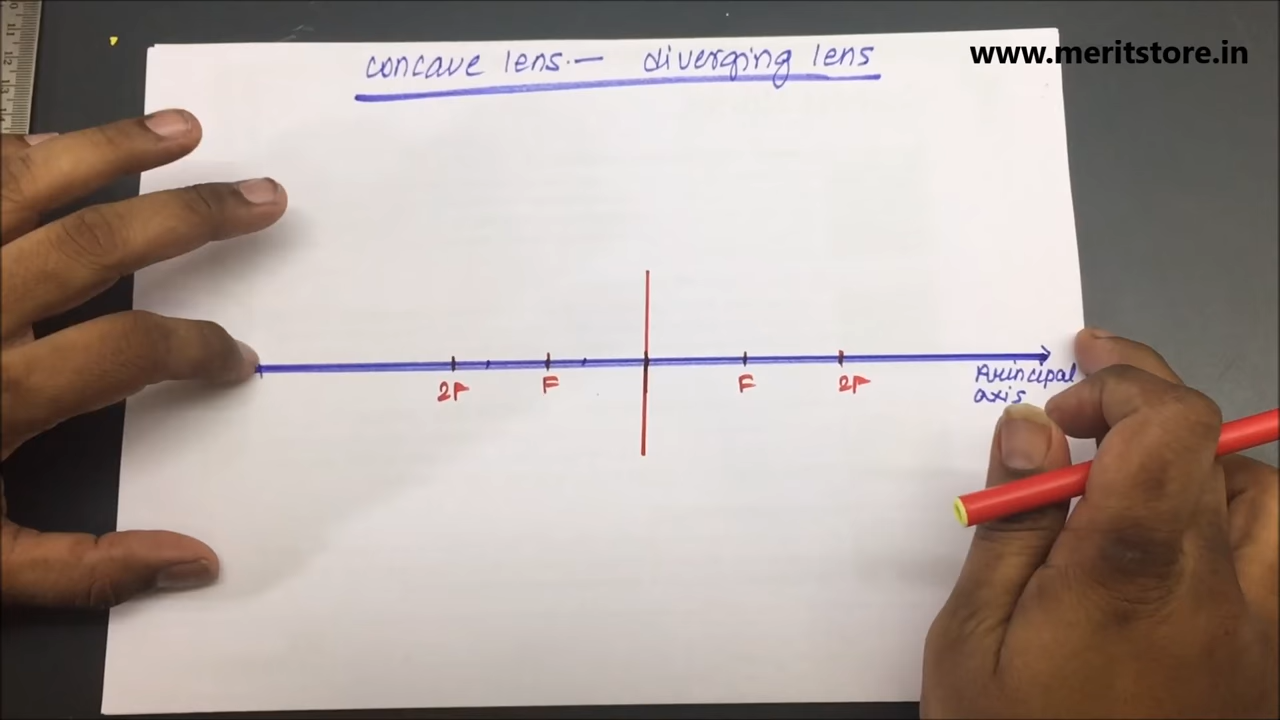 www.meritstore.in
concave lens.— diverging lens
2F F F 2F
Principal
axis